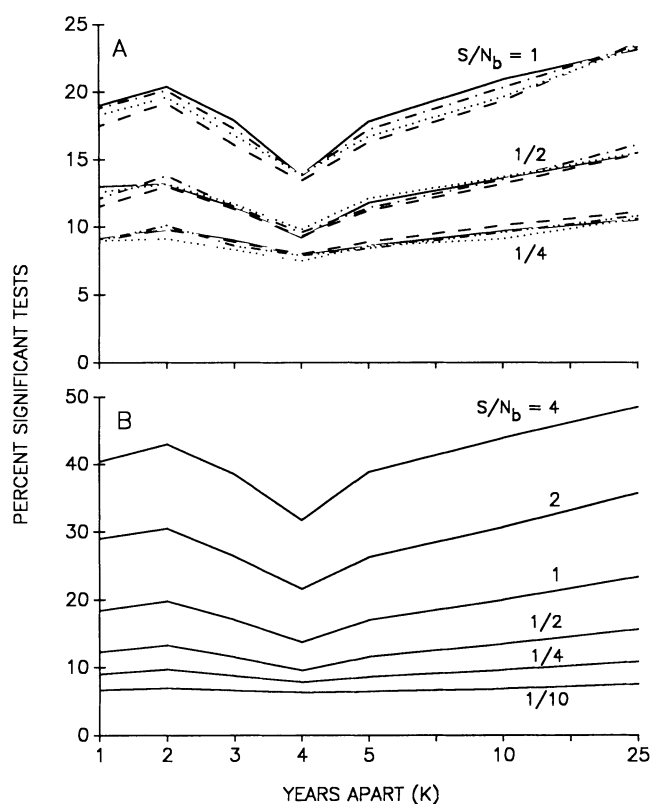 A
S/N_b = 1
25
20
15
10
5
0
1/2
1/4
PERCENT SIGNIFICANT TESTS
B
S/N_b = 4
50
40
30
20
10
0
2
1
1/2
1/4
1/10
1 2 3 4 5 10 25
YEARS APART (K)